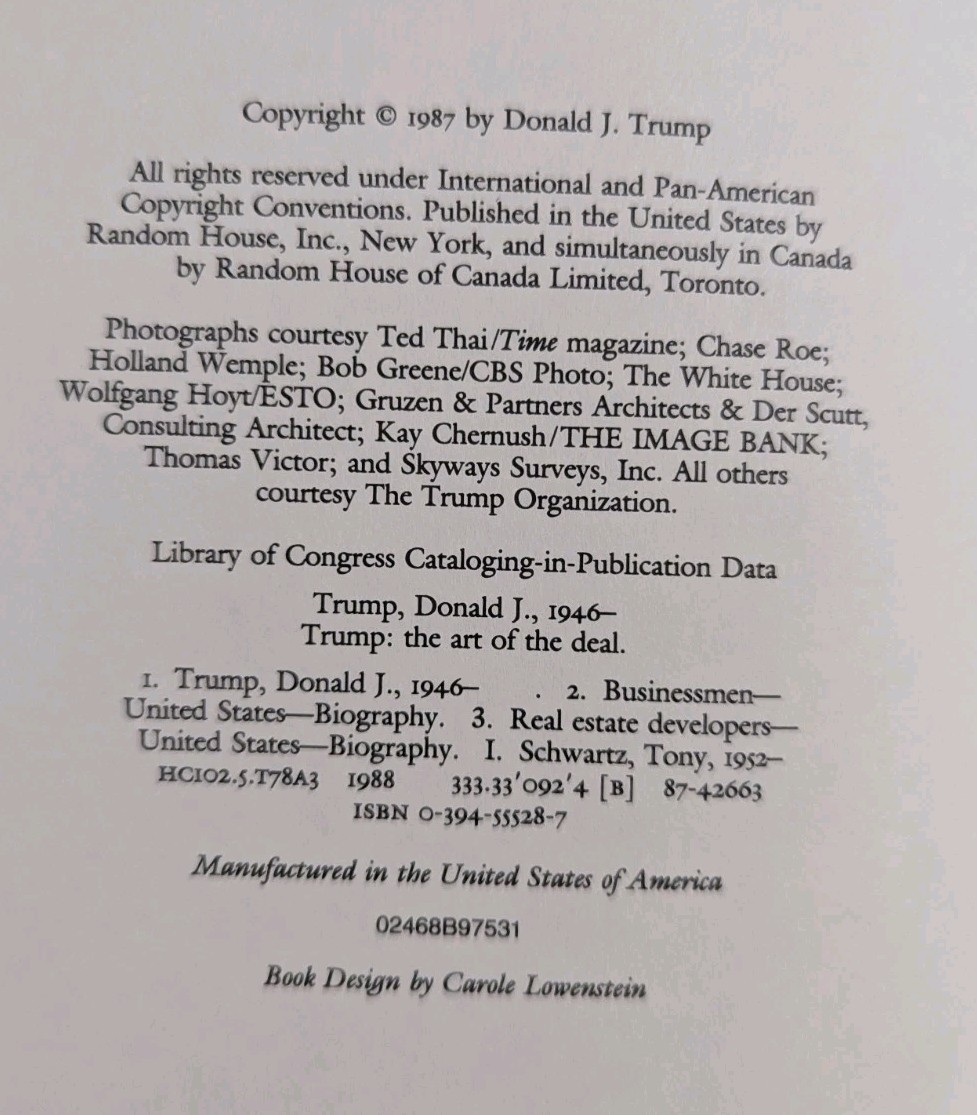 Copyright © 1987 by Donald J. Trump
All rights reserved under International and Pan-American
Copyright Conventions. Published in the United States by
Random House, Inc., New York, and simultaneously in Canada
by Random House of Canada Limited, Toronto.
Photographs courtesy Ted Thai/Time magazine; Chase Roe;
Holland Wemple; Bob Greene/CBS Photo; The White House;
Wolfgang Hoyt/ESTO; Gruzen & Partners Architects & Der Scutt,
Consulting Architect; Kay Chernush/THE IMAGE BANK;
Thomas Victor; and Skyways Surveys, Inc. All others
courtesy The Trump Organization.
Library of Congress Cataloging-in-Publication Data
Trump, Donald J., 1946–
Trump: the art of the deal.
1. Trump, Donald J., 1946– . 2. Businessmen—
United States—Biography. 3. Real estate developers—
United States—Biography. I. Schwartz, Tony, 1952–
HC102.5.T78A3 1988 333.33'092'4 [B] 87-42663
ISBN 0-394-55528-7
Manufactured in the United States of America
02468B97531
Book Design by Carole Lowenstein